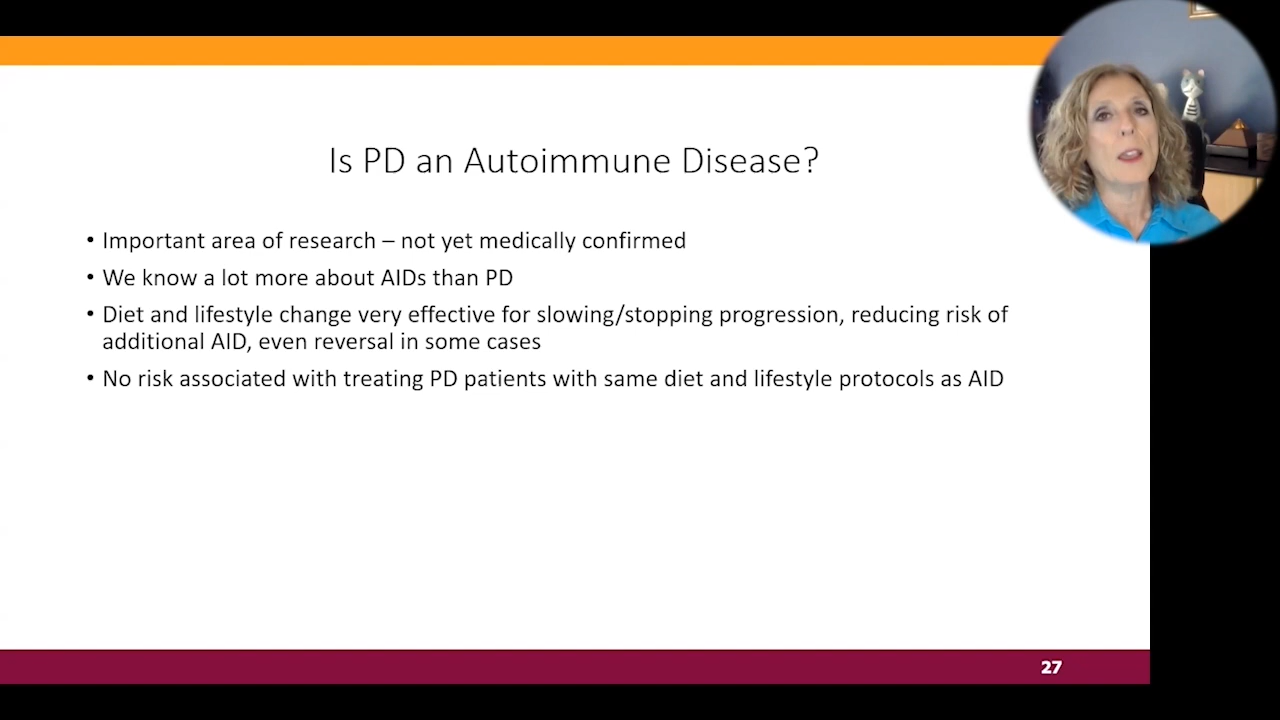 Is PD an Autoimmune Disease?
• Important area of research – not yet medically confirmed
• We know a lot more about AIDs than PD
• Diet and lifestyle change very effective for slowing/stopping progression, reducing risk of
additional AID, even reversal in some cases
• No risk associated with treating PD patients with same diet and lifestyle protocols as AID
27